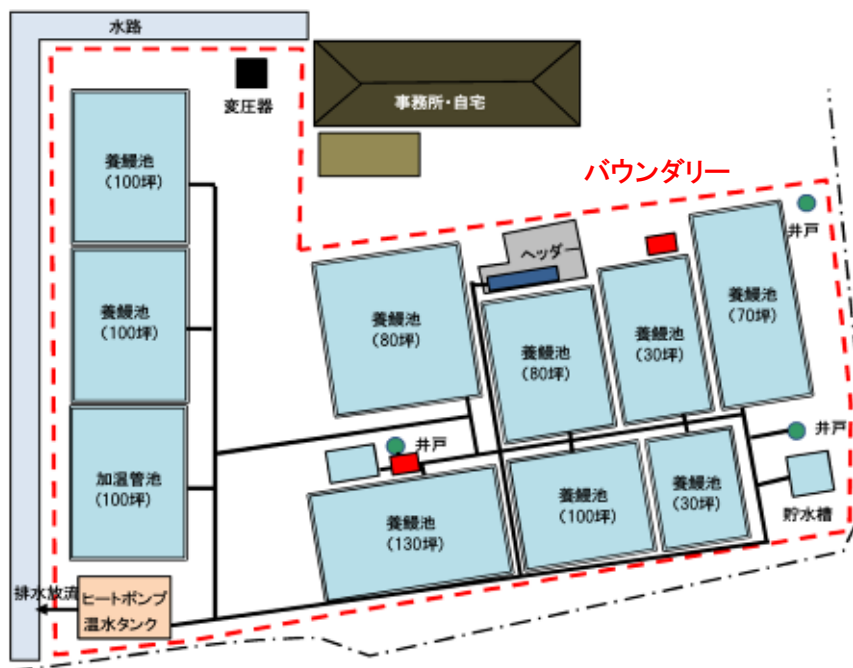 水路
変圧器
事務所・自宅
バウンダリー
養鰻池
(100坪)
養鰻池
(100坪)
加温管池
(100坪)
排水放流
ヒートポンプ
温水タンク
養鰻池
(80坪)
ヘッダー
養鰻池
(80坪)
養鰻池
(30坪)
養鰻池
(70坪)
井戸
井戸
養鰻池
(130坪)
養鰻池
(100坪)
養鰻池
(30坪)
井戸
貯水槽